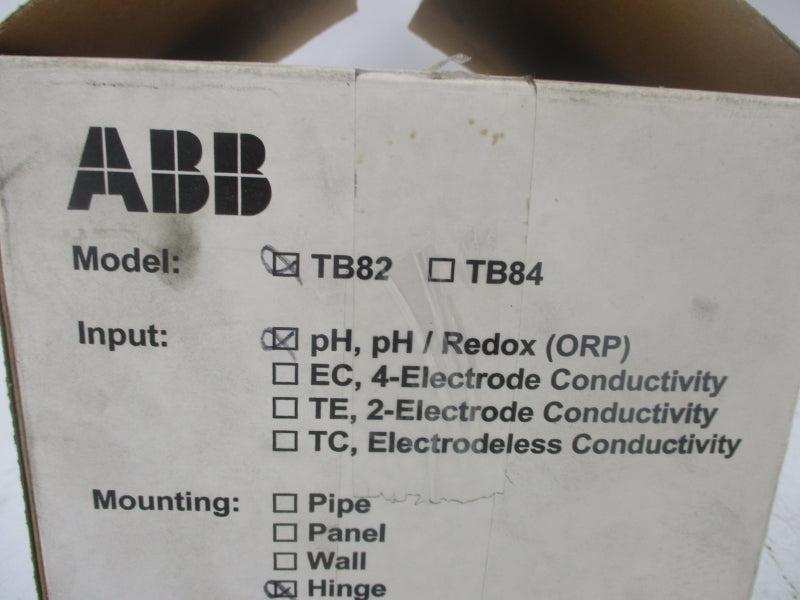 ABB
Model: ☒ TB82 ☐ TB84
Input: ☒ pH, pH / Redox (ORP)
☐ EC, 4-Electrode Conductivity
☐ TE, 2-Electrode Conductivity
☐ TC, Electrodeless Conductivity
Mounting: ☐ Pipe
☐ Panel
☐ Wall
☒ Hinge